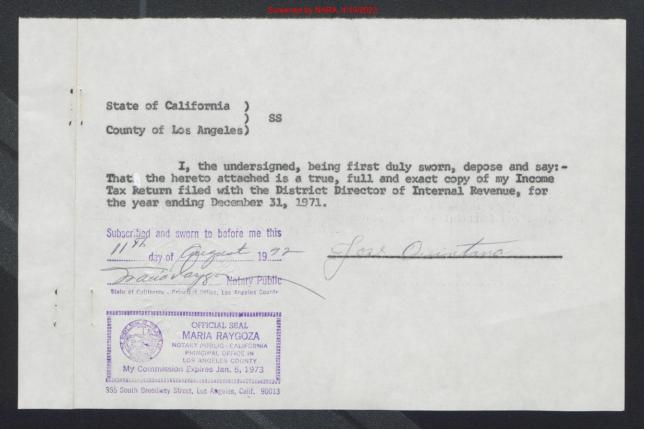 Screened by NARA, 4/19/2023
State of California )
) SS
County of Los Angeles)
I, the undersigned, being first duly sworn, depose and say:-
That the hereto attached is a true, full and exact copy of my Income
Tax Return filed with the District Director of Internal Revenue, for
the year ending December 31, 1971.
Subscribed and sworn to before me this
11th day of August 1972
Jose Quintana
Maria Raygoza Notary Public
State of California - Principal Office, Los Angeles County
OFFICIAL SEAL
MARIA RAYGOZA
NOTARY PUBLIC - CALIFORNIA
PRINCIPAL OFFICE IN
LOS ANGELES COUNTY
My Commission Expires Jan. 5, 1973
355 South Broadway Street, Los Angeles, Calif. 90013